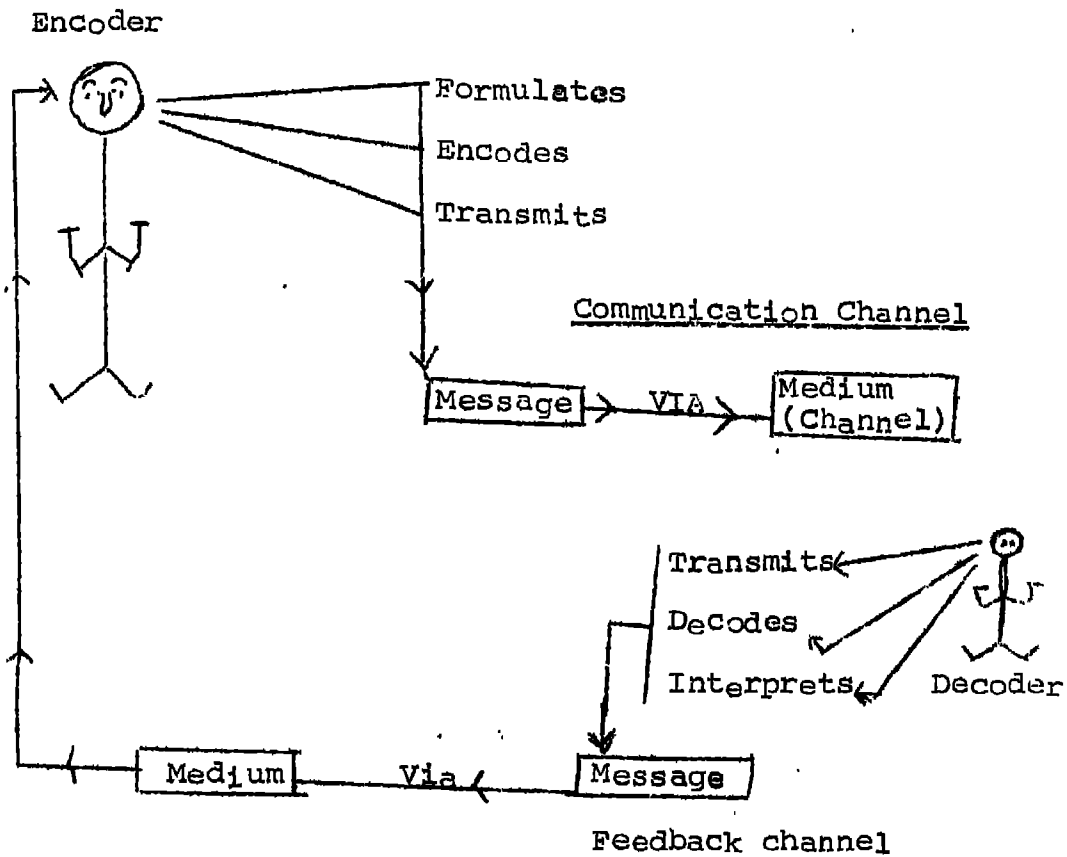 Encoder
Formulates
Encodes
Transmits
Communication Channel
Message
VIA
Medium
(Channel)
Transmits
Decodes
Interprets
Decoder
Medium
Via
Message
Feedback channel